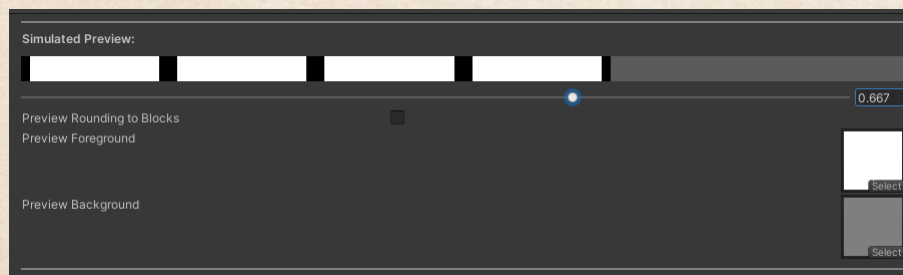 Simulated Preview:
0.667
Preview Rounding to Blocks
Preview Foreground
Select
Preview Background
Select